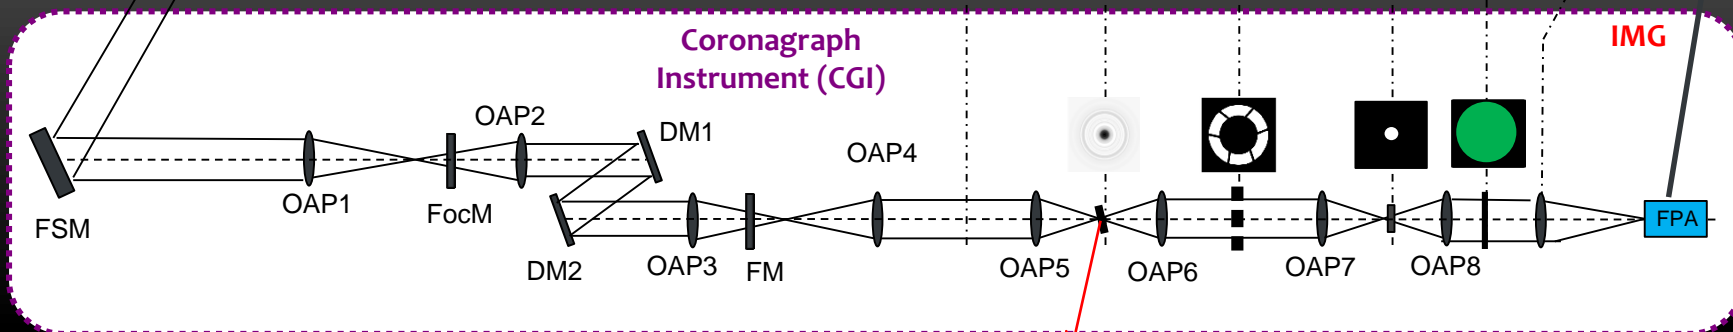 Coronagraph
Instrument (CGI)
IMG
OAP2
DM1
OAP4
OAP1
FocM
FSM
FPA
DM2
OAP3
FM
OAP5
OAP6
OAP7
OAP8